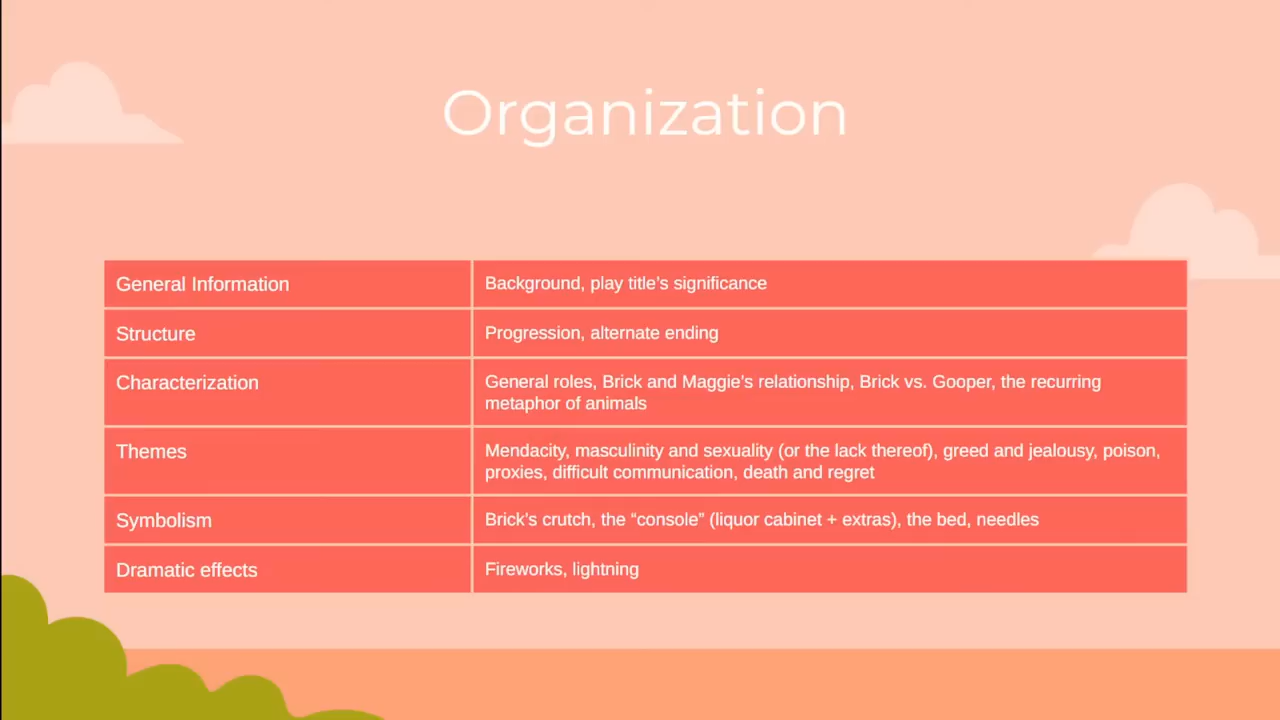 Organization
General Information
Background, play title's significance
Structure
Progression, alternate ending
Characterization
General roles, Brick and Maggie's relationship, Brick vs. Gooper, the recurring
metaphor of animals
Themes
Mendacity, masculinity and sexuality (or the lack thereof), greed and jealousy, poison,
proxies, difficult communication, death and regret
Symbolism
Brick's crutch, the “console” (liquor cabinet + extras), the bed, needles
Dramatic effects
Fireworks, lightning